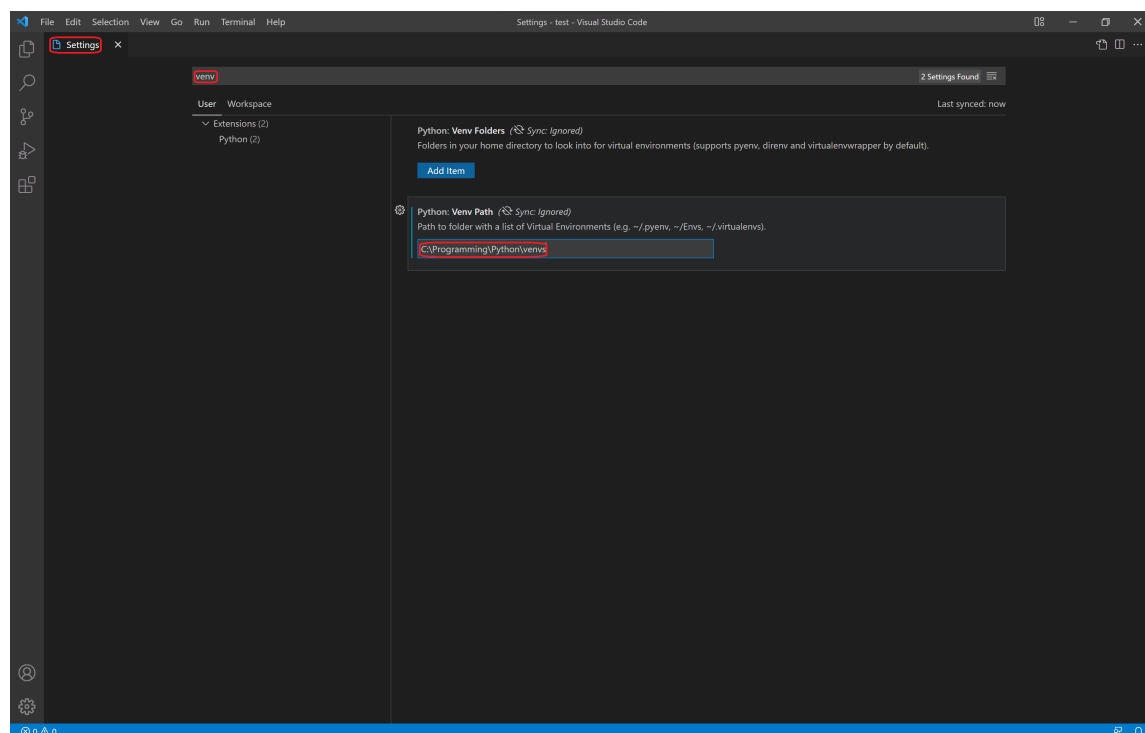 File Edit Selection View Go Run Terminal Help Settings - test - Visual Studio Code
Settings
venv 2 Settings Found
User Workspace Last synced: now
Extensions (2)
Python (2)
Python: Venv Folders (Sync: Ignored)
Folders in your home directory to look into for virtual environments (supports pyenv, direnv and virtualenvwrapper by default).
Add Item
Python: Venv Path (Sync: Ignored)
Path to folder with a list of Virtual Environments (e.g. ~/.pyenv, ~/Envs, ~/.virtualenvs).
C:\Programming\Python\venvs
0 0